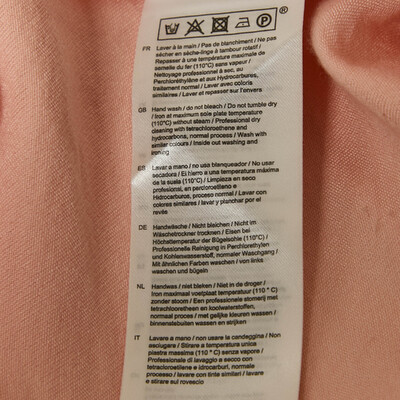 P ®
FR Lavar à la main / Pas de blanchiment / Ne pas
sécher en sèche-linge à tambour rotatif /
Repasser à une température maximale de
semelle du fer (110°C) sans vapeur /
Nettoyage professionnel à sec, au
Perchloréthylène et aux Hydrocarbures,
traitement normal / Laver avec coloris
similaires / Laver et repasser sur l'envers
GB Hand wash / do not bleach / Do not tumble dry
/ Iron at maximum sole plate temperature
(110°C) without steam / Professional dry
cleaning with tetrachloroethene and
hydrocarbons, normal process / Wash with
similar colours / Inside out washing and
ironing
ES Lavar a mano / no usa blanqueador / No usar
secadora / El hierro a una temperatura máxima
de la suela (110°C) / Limpieza en seco
profesional, en percloroetileno e
Hidrocarburos, proceso normal / Lavar con
colores similares / lavar y planchar por el
revés
DE Handwäsche / Nicht bleichen / Nicht im
Wäschetrockner trocknen / Eisen bei
Höchsttemperatur der Bügelsohle (110°C) /
Professionelle Reinigung in Perchlorethylen
und Kohlenwasserstoff, normaler Waschgang /
Mit ähnlichen Farben waschen / von links
waschen und bügeln
NL Handwas / niet bleken / Niet in de droger /
Iron maximaal voetplaat temperatuur (110 ° C)
zonder stoom / Een professionele stomerij met
tetrachlooretheen en koolwaterstoffen,
normaal proces / met gelijke kleuren wassen /
binnenstebuiten wassen en strijken
IT Lavare a mano / non usare la candeggina / Non
asciugare / Stirare a temperatura unico
piastra massima (110 ° C) senza vapore /
Professionale di lavaggio a secco con
tetracloroetilene e idrocarburi, normale
processo / lavare con tinte similari / lavare
e stirare sul rovescio